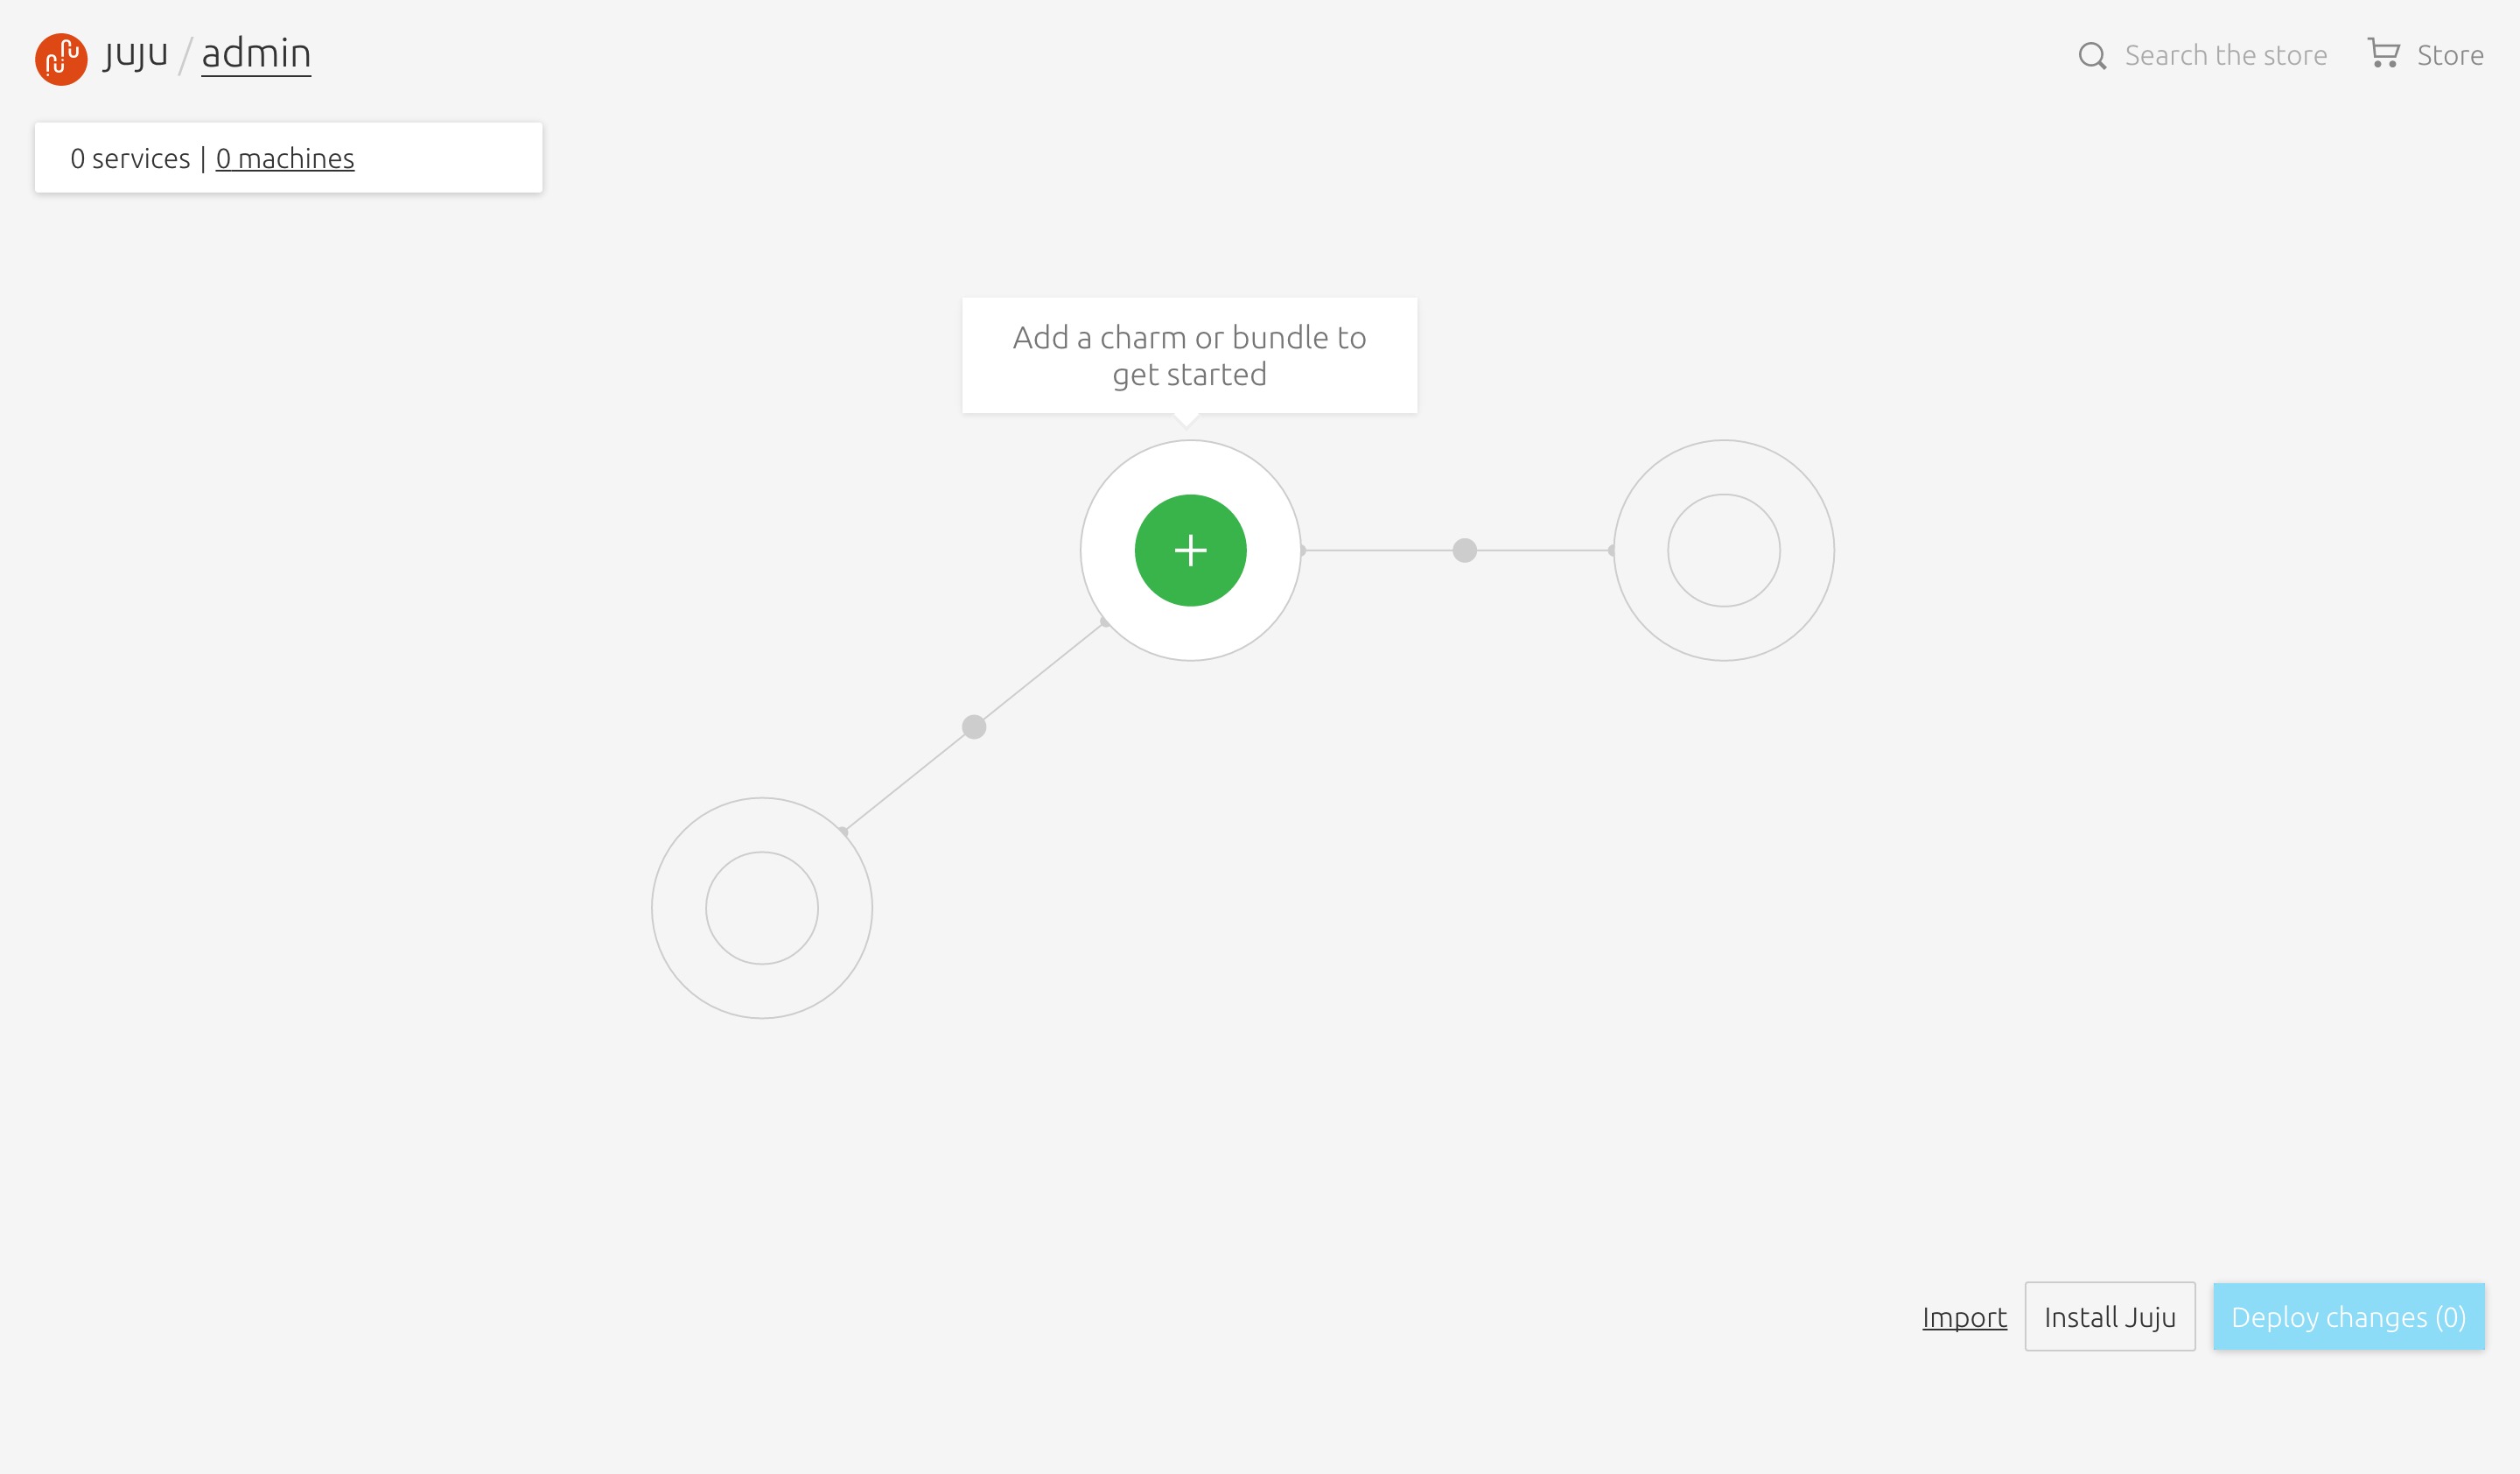 juju / admin
Search the store
Store
0 services | 0 machines
Add a charm or bundle to
get started
Import
Install Juju
Deploy changes (0)